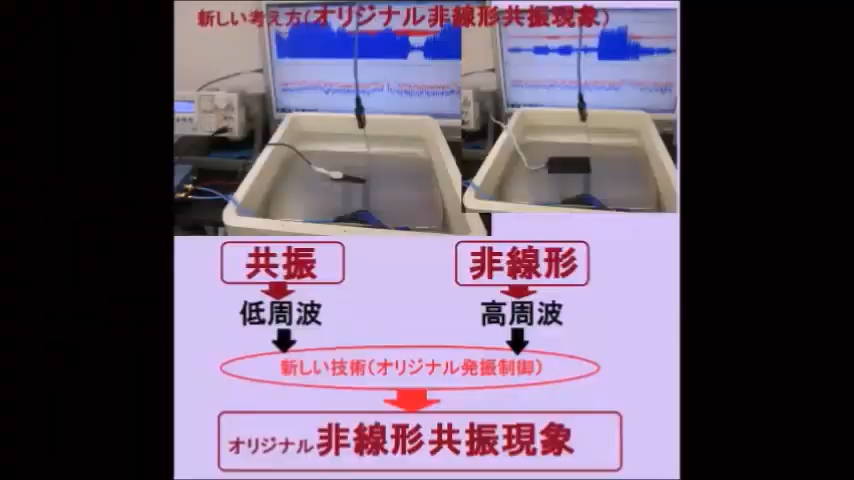 新しい考え方(オリジナル非線形共振現象)
共振
非線形
低周波
高周波
新しい技術(オリジナル発振制御)
オリジナル非線形共振現象